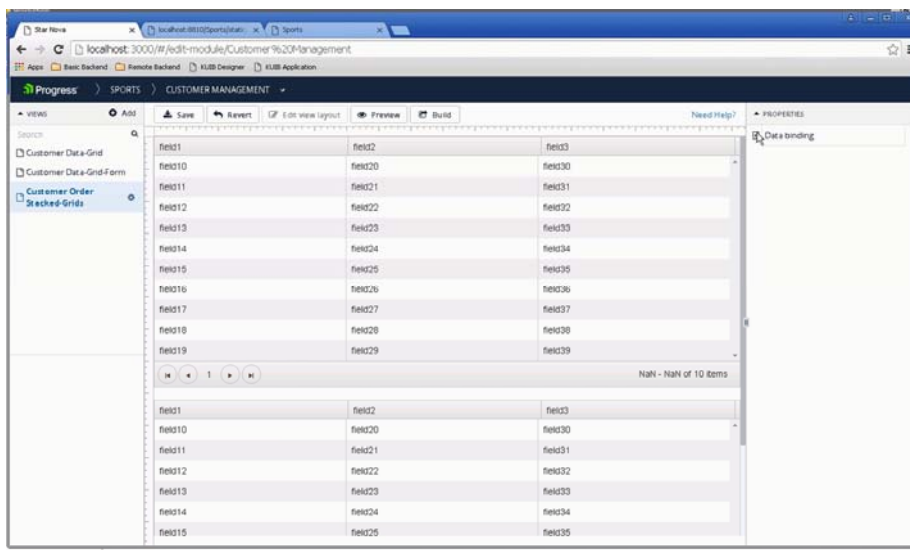 Star Nova
localhost:8810/Sports/static
Sports
localhost:3000/#/edit-module/Customer%20Management
Apps Basic Backend Remote Backend KUIB Designer KUIB Application
Progress SPORTS CUSTOMER MANAGEMENT
VIEWS Add
Save Revert Edit view layout Preview Build Need Help?
PROPERTIES
Search
Data binding
Customer Data-Grid
Customer Data-Grid-Form
Customer Order
Stacked-Grids
field1 field2 field3
field10 field20 field30
field11 field21 field31
field12 field22 field32
field13 field23 field33
field14 field24 field34
field15 field25 field35
field16 field26 field36
field17 field27 field37
field18 field28 field38
field19 field29 field39
1 NaN - NaN of 10 items
field1 field2 field3
field10 field20 field30
field11 field21 field31
field12 field22 field32
field13 field23 field33
field14 field24 field34
field15 field25 field35